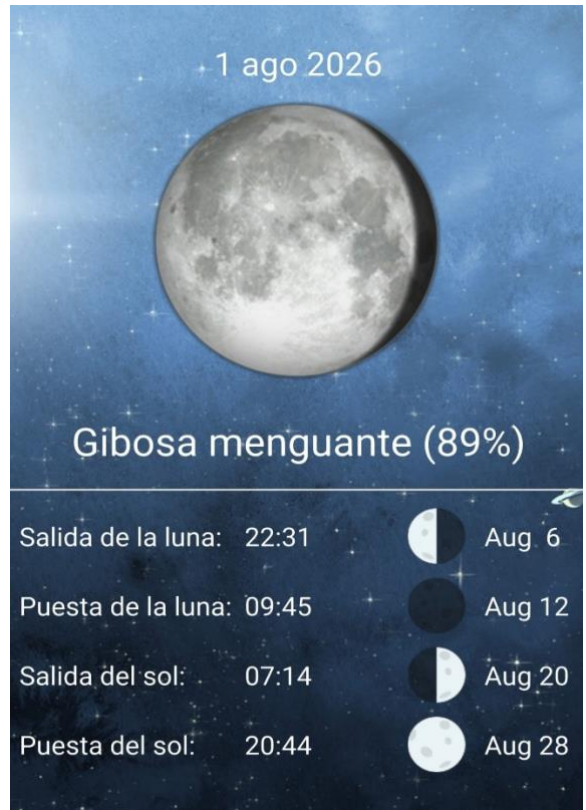 1 ago 2026
Gibosa menguante (89%)
Salida de la luna: 22:31 Aug 6
Puesta de la luna: 09:45 Aug 12
Salida del sol: 07:14 Aug 20
Puesta del sol: 20:44 Aug 28